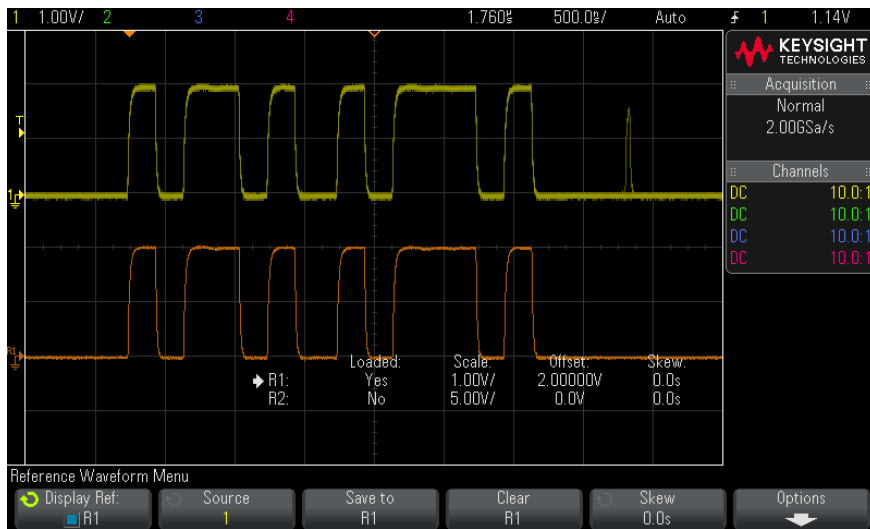 1 1.00V/ 2 3 4 1.760s 500.0s/ Auto 1 1.14V
KEYSIGHT
TECHNOLOGIES
Acquisition
Normal
2.00GSa/s
Channels
DC 10.0:1
DC 10.0:1
DC 10.0:1
DC 10.0:1
T
1
R1
Loaded: Scale: Offset: Skew:
R1: Yes 1.00V/ 2.00000V 0.0s
R2: No 5.00V/ 0.0V 0.0s
Reference Waveform Menu
Display Ref: R1
Source 1
Save to R1
Clear R1
Skew 0.0s
Options